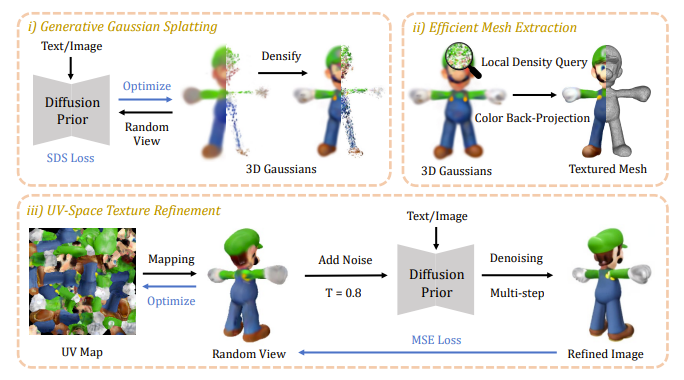 i) Generative Gaussian Splatting
Text/Image
Diffusion
Prior
SDS Loss
Optimize
Random
View
Densify
3D Gaussians
ii) Efficient Mesh Extraction
Local Density Query
Color Back-Projection
3D Gaussians
Textured Mesh
iii) UV-Space Texture Refinement
UV Map
Mapping
Optimize
Random View
Add Noise
T = 0.8
Text/Image
Diffusion
Prior
Denoising
Multi-step
MSE Loss
Refined Image